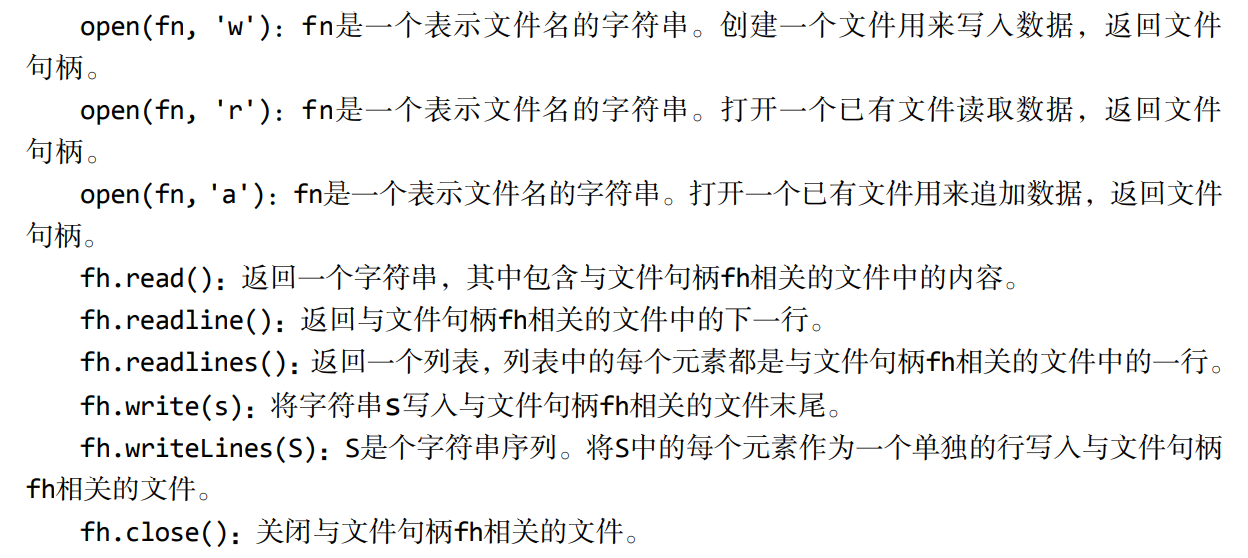 open(fn, 'w')：fn是一个表示文件名的字符串。创建一个文件用来写入数据，返回文件
句柄。
open(fn, 'r')：fn是一个表示文件名的字符串。打开一个已有文件读取数据，返回文件
句柄。
open(fn, 'a')：fn是一个表示文件名的字符串。打开一个已有文件用来追加数据，返回文件
句柄。
fh.read()：返回一个字符串，其中包含与文件句柄fh相关的文件中的内容。
fh.readline()：返回与文件句柄fh相关的文件中的下一行。
fh.readlines()：返回一个列表，列表中的每个元素都是与文件句柄fh相关的文件中的一行。
fh.write(s)：将字符串s写入与文件句柄fh相关的文件末尾。
fh.writeLines(S)：S是个字符串序列。将S中的每个元素作为一个单独的行写入与文件句柄
fh相关的文件。
fh.close()：关闭与文件句柄fh相关的文件。